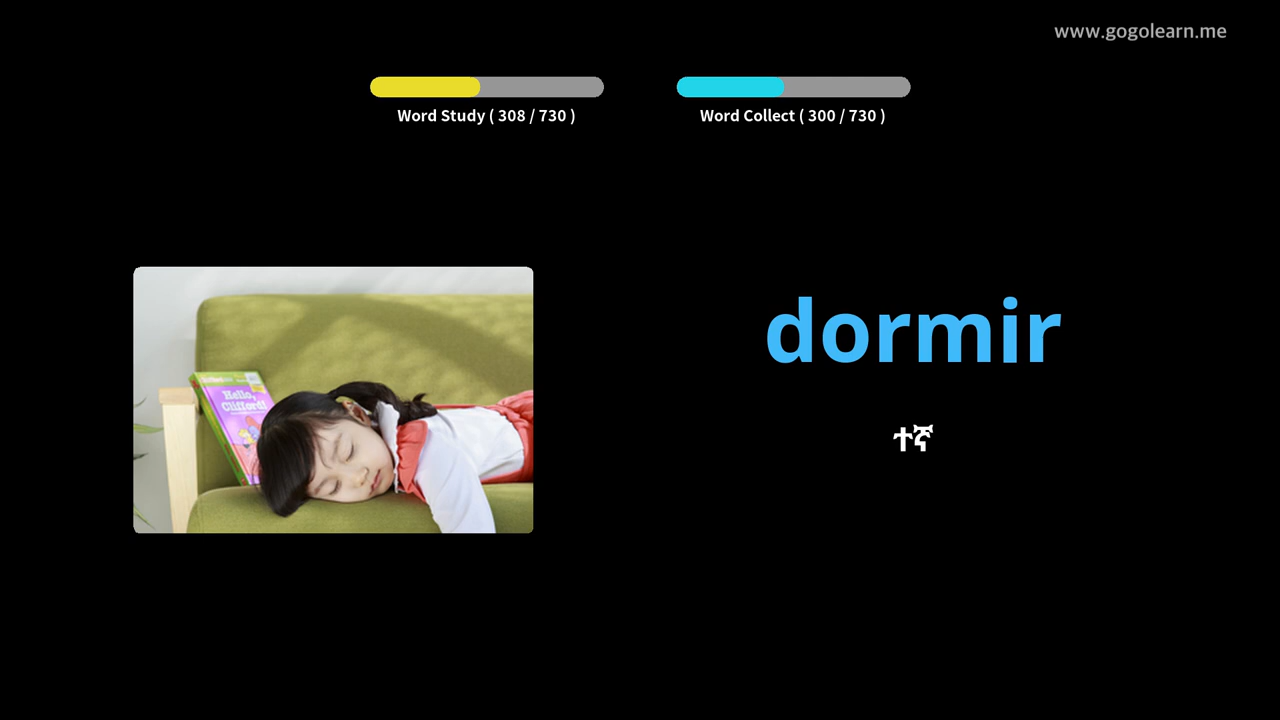 www.gogolearn.me
Word Study ( 308 / 730 )
Word Collect ( 300 / 730 )
Hello,
Clifford!
dormir
ተኛ